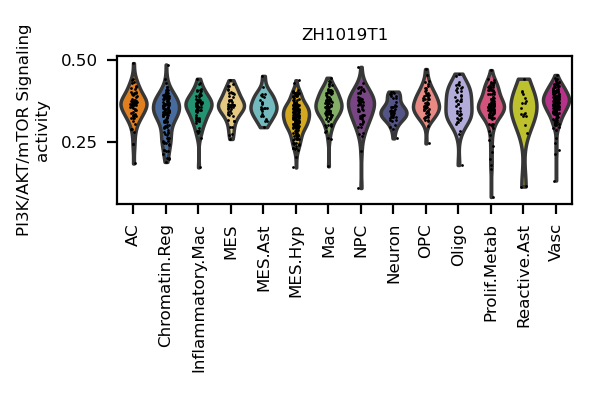 ZH1019T1
PI3K/AKT/mTOR Signaling
activity
0.50
0.25
AC
Chromatin.Reg
Inflammatory.Mac
MES
MES.Ast
MES.Hyp
Mac
NPC
Neuron
OPC
Oligo
Prolif.Metab
Reactive.Ast
Vasc